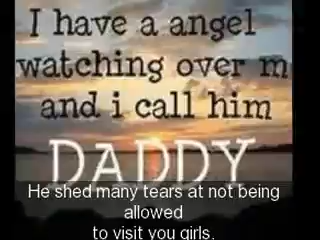 I have a angel
watching over m
and i call him
DADDY
He shed many tears at not being
allowed
to visit you girls.